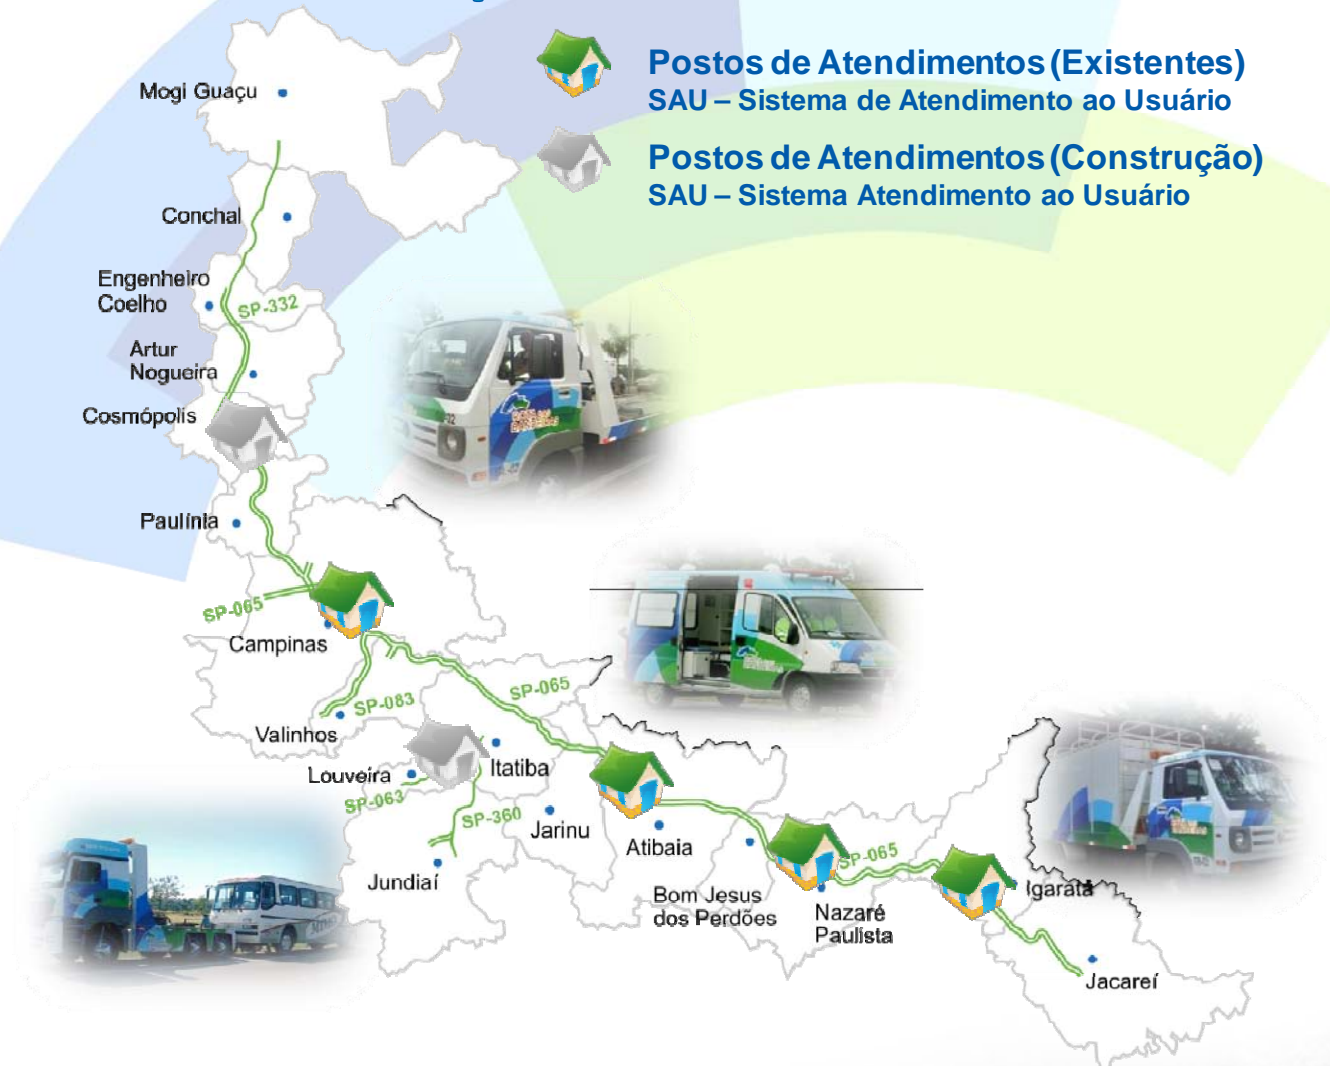 Postos de Atendimentos (Existentes)
SAU – Sistema de Atendimento ao Usuário
Postos de Atendimentos (Construção)
SAU – Sistema Atendimento ao Usuário
Mogi Guaçu
Conchal
Engenheiro
Coelho
SP-332
Artur
Nogueira
Cosmópolis
Paulínia
SP-065
Campinas
SP-065
SP-083
Valinhos
Louveira
Itatiba
SP-063
SP-360
Jarinu
Jundiaí
Atibaia
SP-065
Bom Jesus
dos Perdões
Nazaré
Paulista
Igaratá
Jacareí